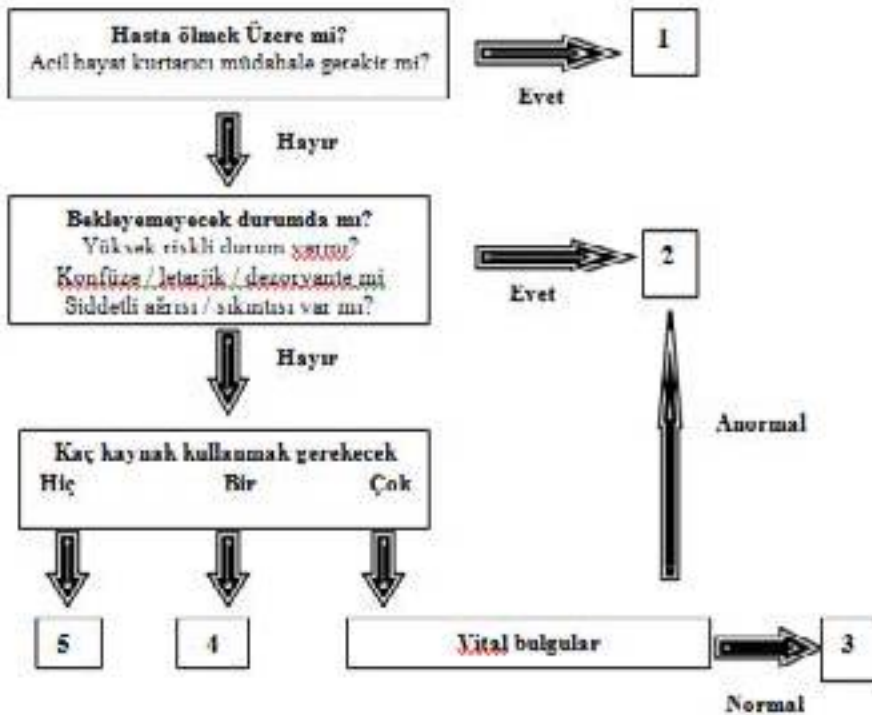 Hasta ölmek Üzere mi?
Acil hayat kurtarıcı müdahale gerekir mi?
1
Evet
Hayır
Bekleyemeyecek durumda mı?
Yüksek riskli durum varmı?
Konfüze / letarjik / dezoryante mi
Siddetli ağrısı / sıkıntısı var mı?
2
Evet
Hayır
Anormal
Kaç haynak kullanmak gerekecek
Hiç Bir Çok
5
4
Vital bulgular
3
Normal